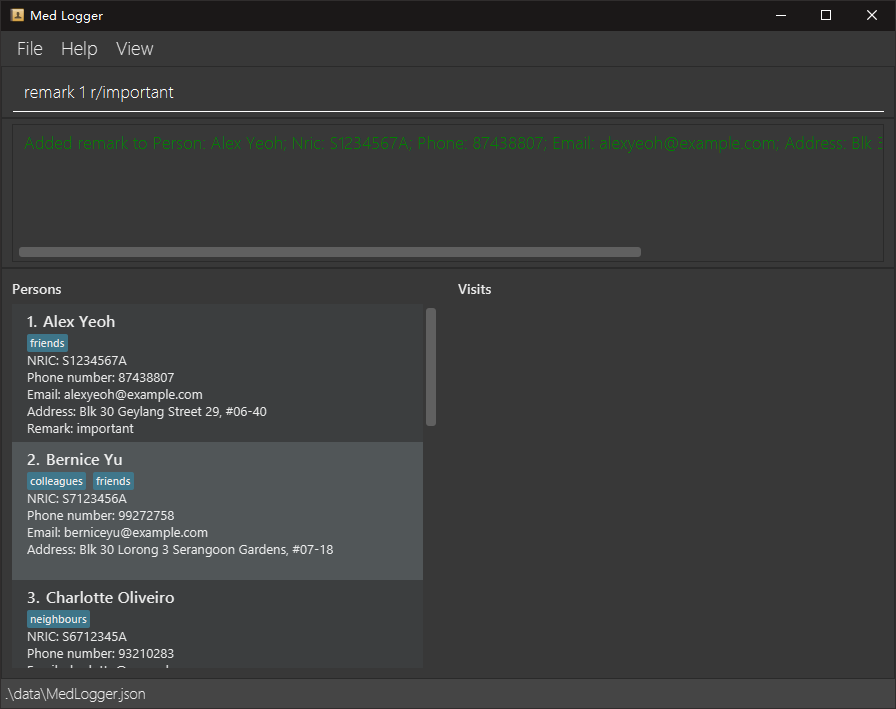 Med Logger
File Help View
remark 1 r/important
Added remark to Person: Alex Yeoh; Nric: S1234567A; Phone: 87438807; Email: alexyeoh@example.com; Address: Blk 3
Persons
Visits
1. Alex Yeoh
friends
NRIC: S1234567A
Phone number: 87438807
Email: alexyeoh@example.com
Address: Blk 30 Geylang Street 29, #06-40
Remark: important
2. Bernice Yu
colleagues friends
NRIC: S7123456A
Phone number: 99272758
Email: berniceyu@example.com
Address: Blk 30 Lorong 3 Serangoon Gardens, #07-18
3. Charlotte Oliveiro
neighbours
NRIC: S6712345A
Phone number: 93210283
.\data\MedLogger.json